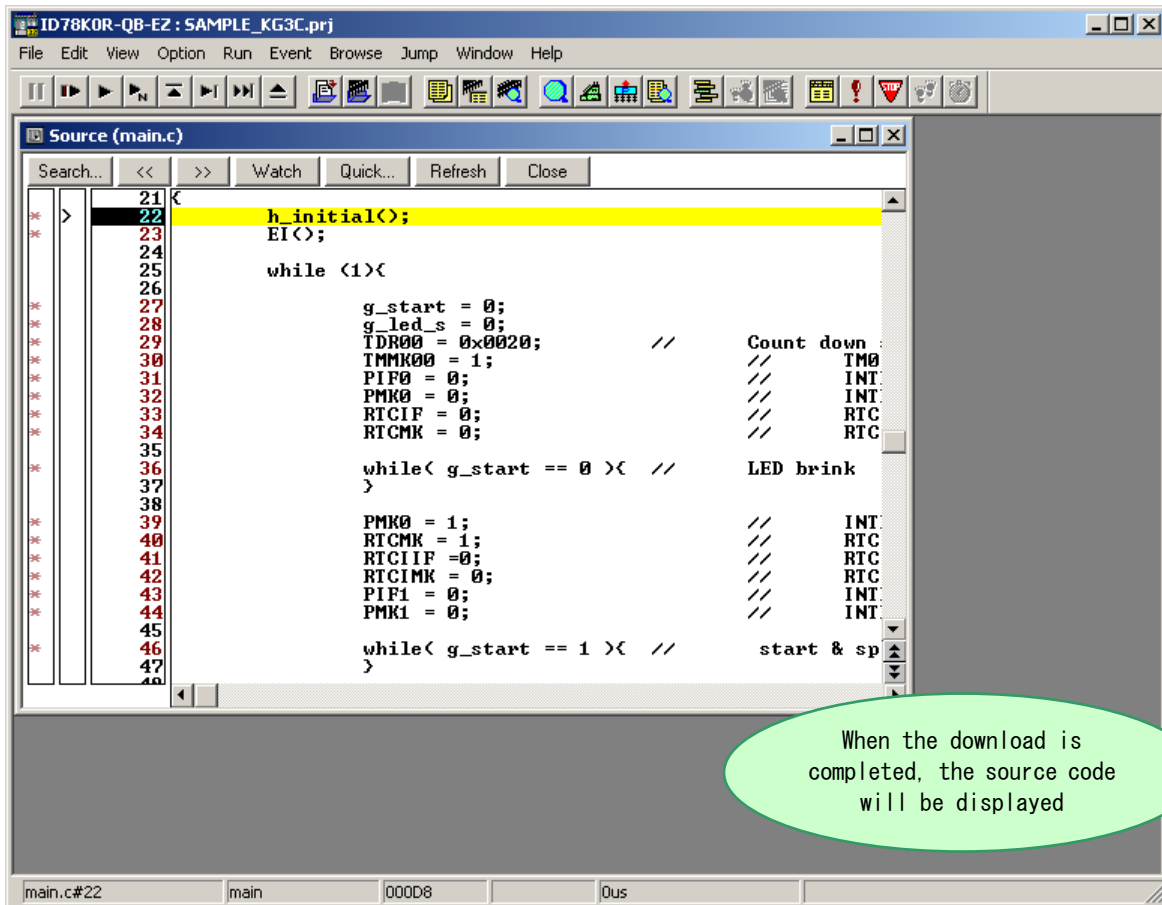 ID78K0R-QB-EZ : SAMPLE_KG3C.prj
File Edit View Option Run Event Browse Jump Window Help
Source (main.c)
Search... << >> Watch Quick... Refresh Close
21 {
* > 22 h_initial();
* 23 EI();
24
25 while (1){
26
* 27 g_start = 0;
* 28 g_led_s = 0;
* 29 TDR00 = 0x0020; // Count down
* 30 TMMK00 = 1; // TM0
* 31 PIF0 = 0; // INT
* 32 PMK0 = 0; // INT
* 33 RTCIF = 0; // RTC
* 34 RTCMK = 0; // RTC
35
* 36 while( g_start == 0 ){ // LED brink
37 }
38
* 39 PMK0 = 1; // INT
* 40 RTCMK = 1; // RTC
* 41 RTCIIF =0; // RTC
* 42 RTCIMK = 0; // RTC
* 43 PIF1 = 0; // INT
* 44 PMK1 = 0; // INT
45
* 46 while( g_start == 1 ){ // start & sp
47 }
When the download is
completed, the source code
will be displayed
main.c#22 main 000D8 0us